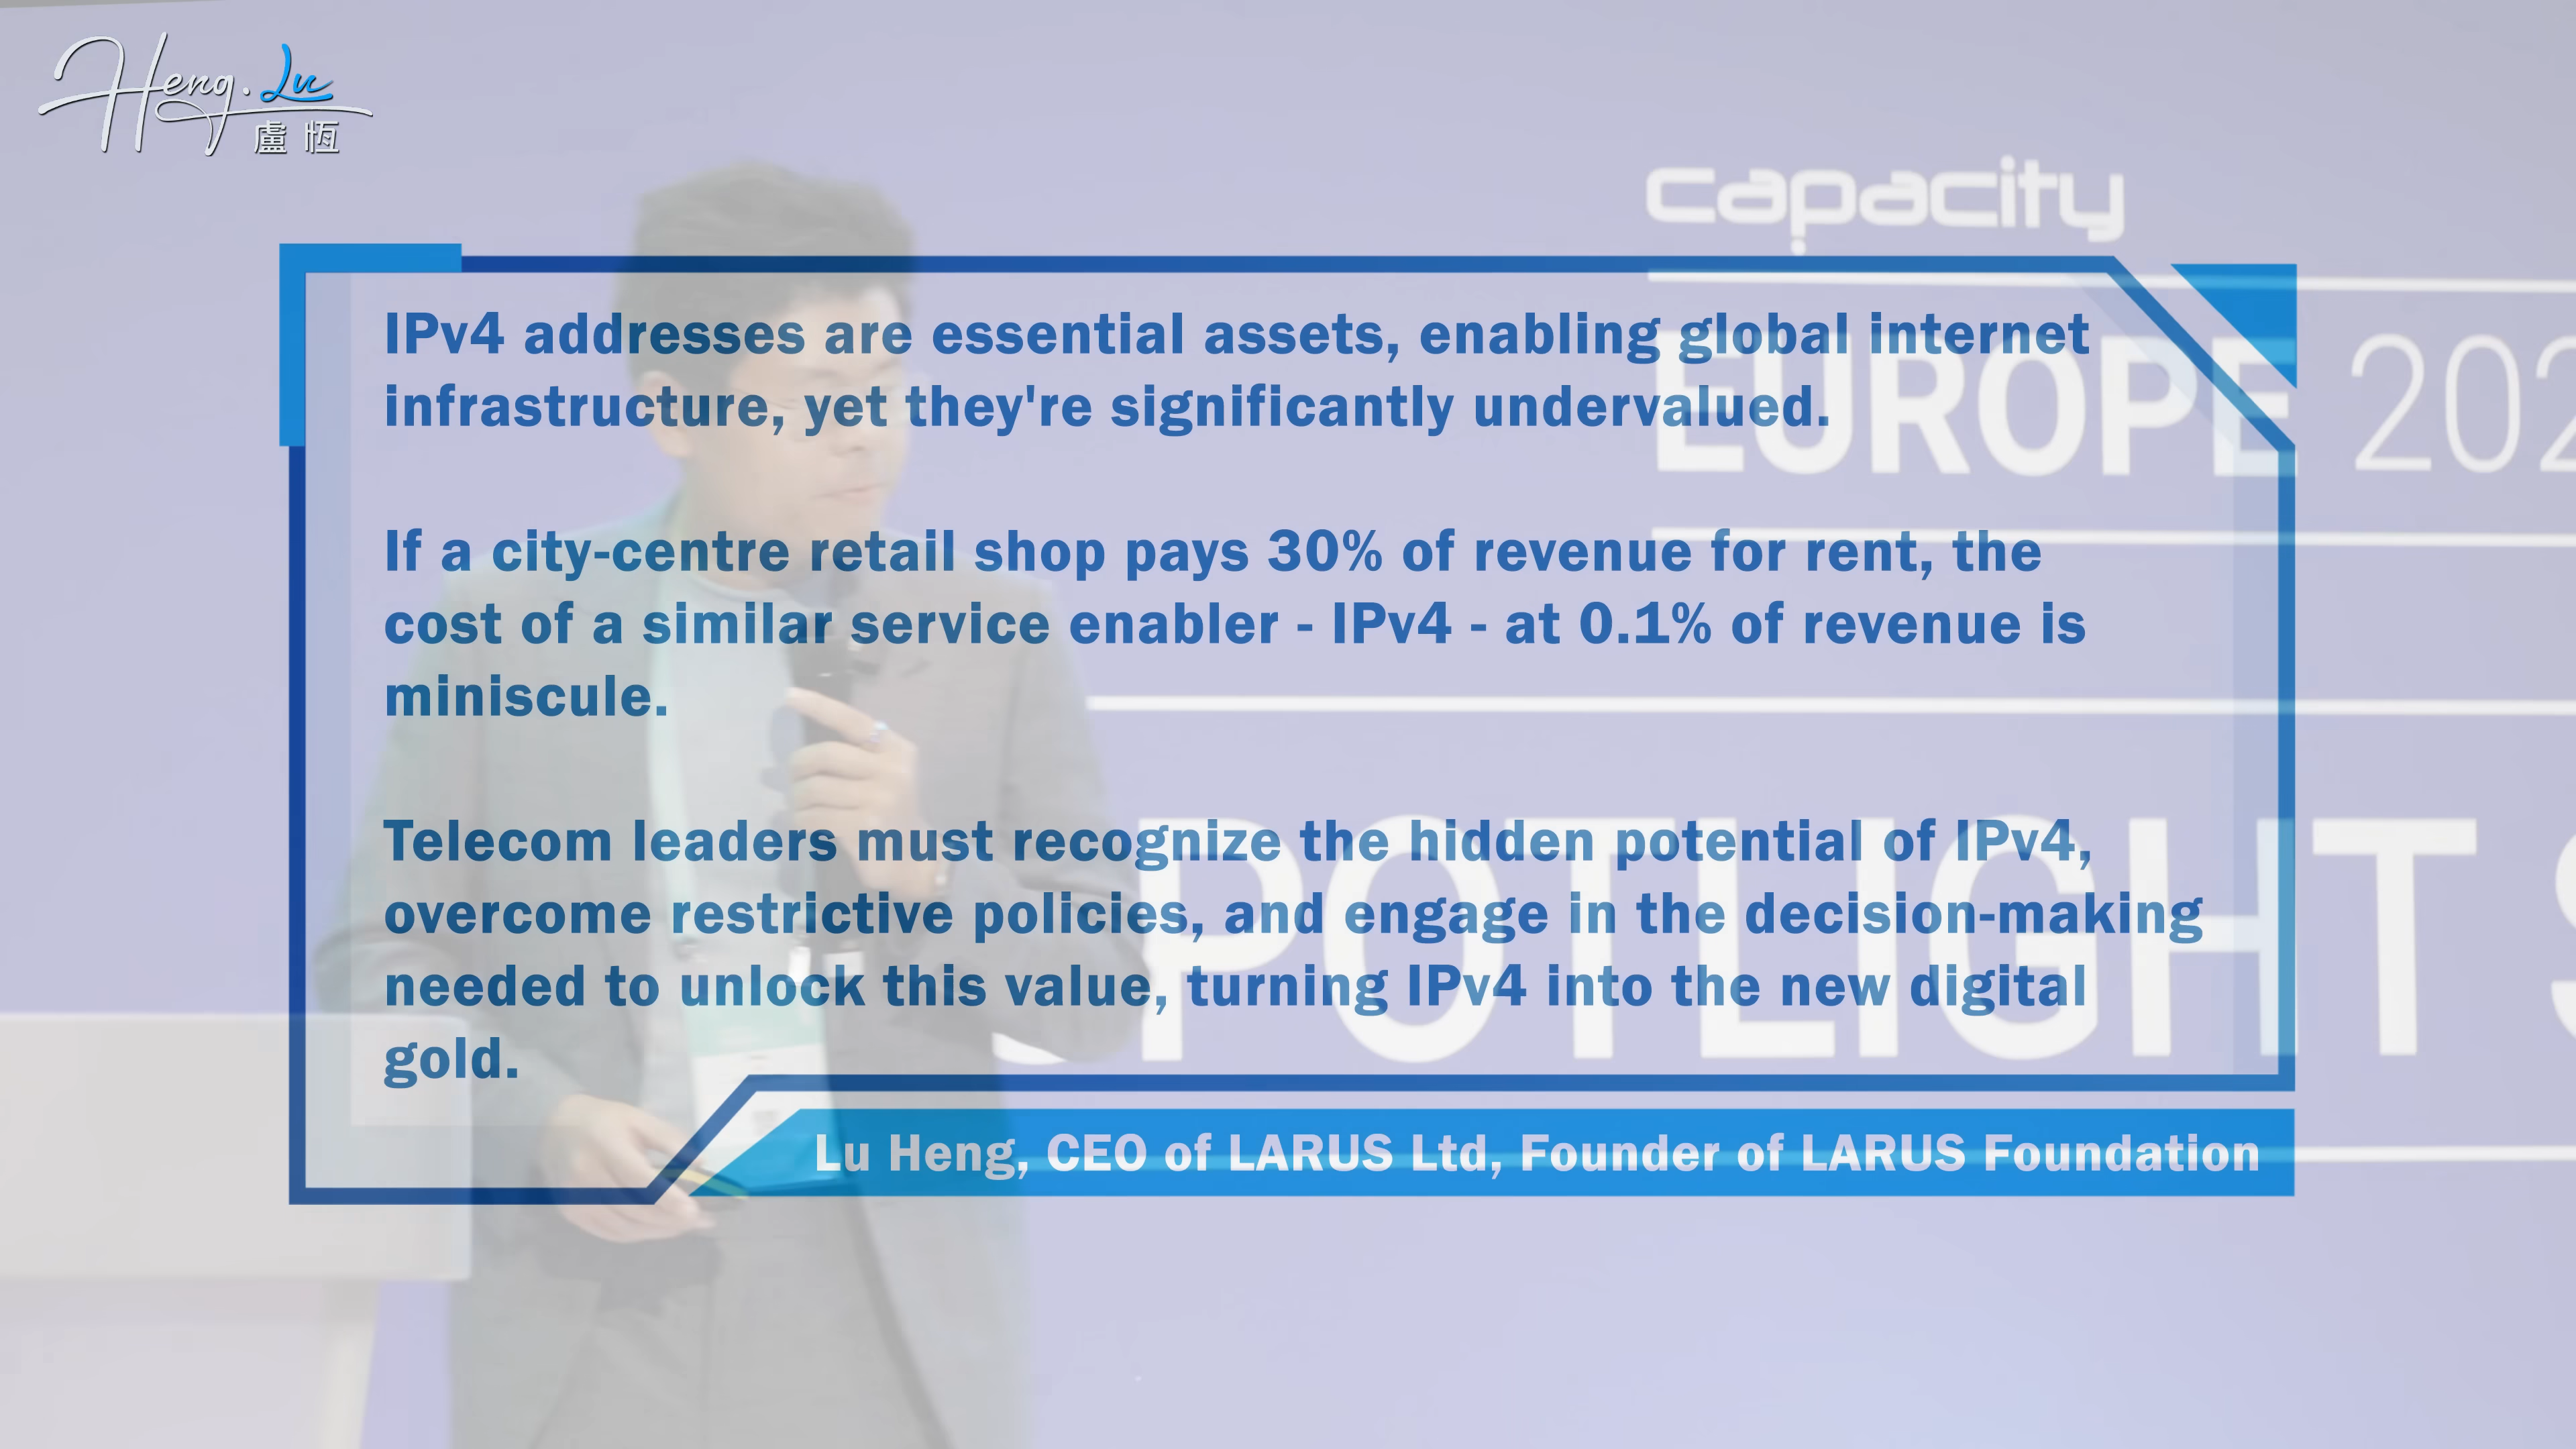 Heng.Lu
盧恆
capacity
EUROPE 202
POTLIGHT S
IPv4 addresses are essential assets, enabling global internet
infrastructure, yet they're significantly undervalued.
If a city-centre retail shop pays 30% of revenue for rent, the
cost of a similar service enabler - IPv4 - at 0.1% of revenue is
miniscule.
Telecom leaders must recognize the hidden potential of IPv4,
overcome restrictive policies, and engage in the decision-making
needed to unlock this value, turning IPv4 into the new digital
gold.
Lu Heng, CEO of LARUS Ltd, Founder of LARUS Foundation